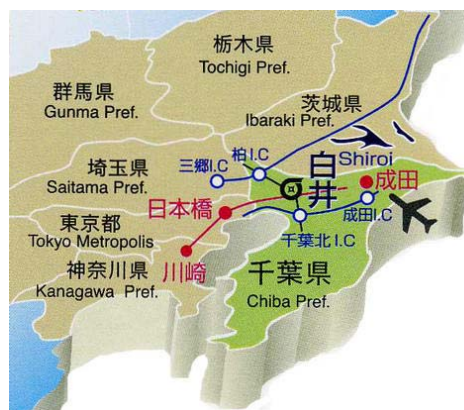 栃木県
Tochigi Pref.
群馬県
Gunma Pref.
茨城県
Ibaraki Pref.
埼玉県
Saitama Pref.
三郷I.C
柏I.C
白井
Shiroi
成田
成田I.C
日本橋
東京都
Tokyo Metropolis
千葉北I.C
川崎
神奈川県
Kanagawa Pref.
千葉県
Chiba Pref.